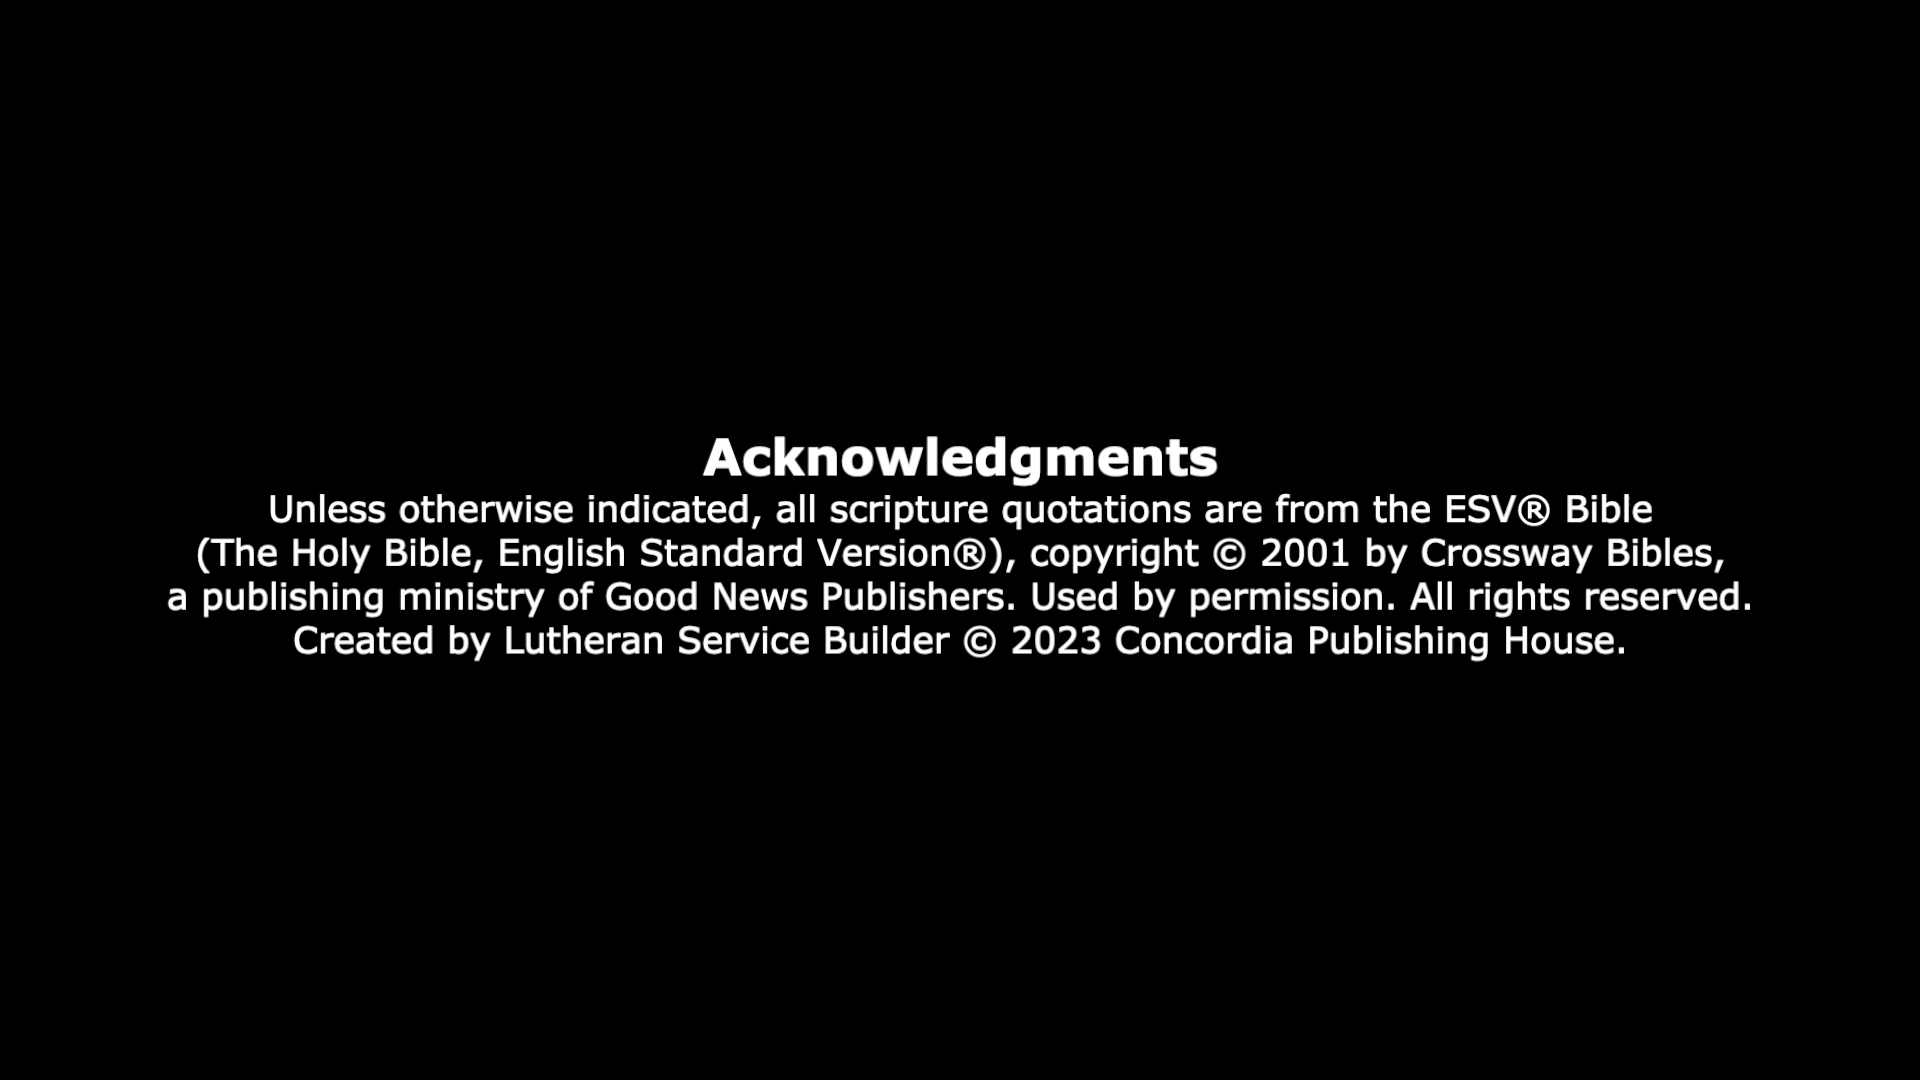 Acknowledgments
Unless otherwise indicated, all scripture quotations are from the ESV® Bible
(The Holy Bible, English Standard Version®), copyright © 2001 by Crossway Bibles,
a publishing ministry of Good News Publishers. Used by permission. All rights reserved.
Created by Lutheran Service Builder © 2023 Concordia Publishing House.